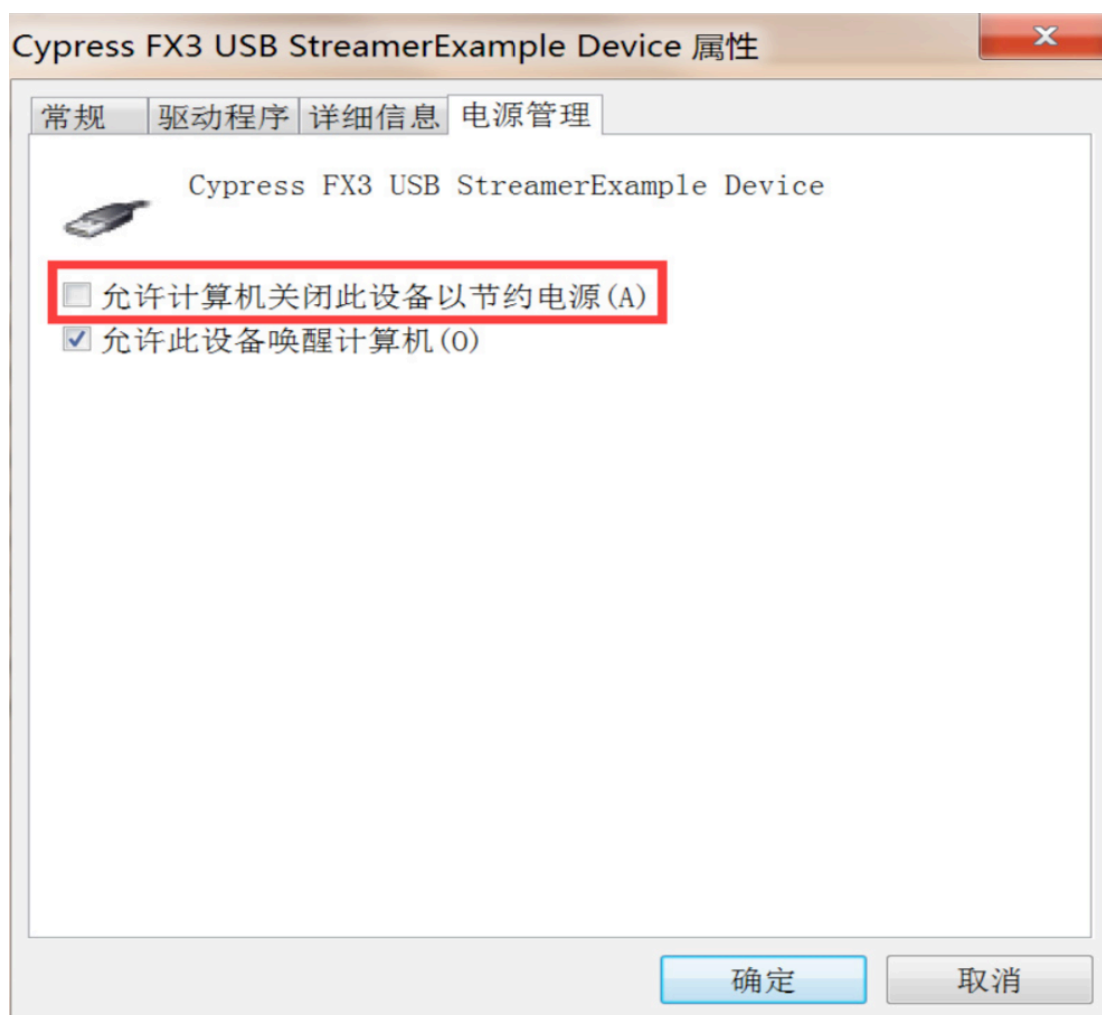 Cypress FX3 USB StreamerExample Device 属性
常规 驱动程序 详细信息 电源管理
Cypress FX3 USB StreamerExample Device
允许计算机关闭此设备以节约电源(A)
允许此设备唤醒计算机(O)
确定 取消